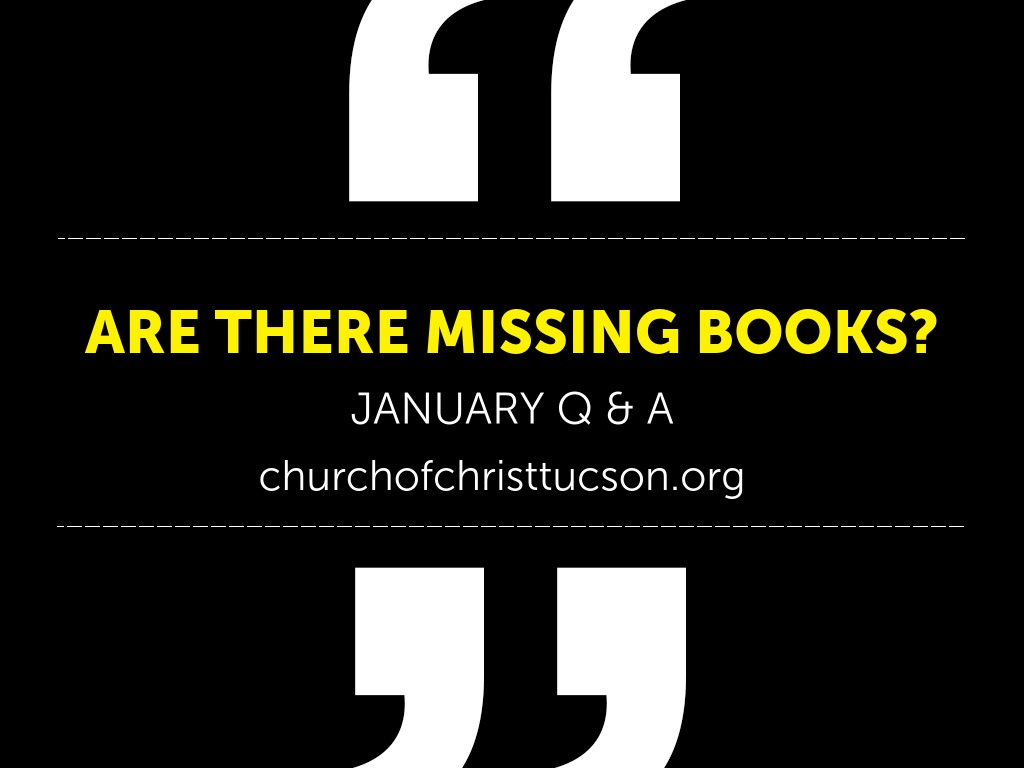 ARE THERE MISSING BOOKS?
JANUARY Q & A
churchofchristtucson.org